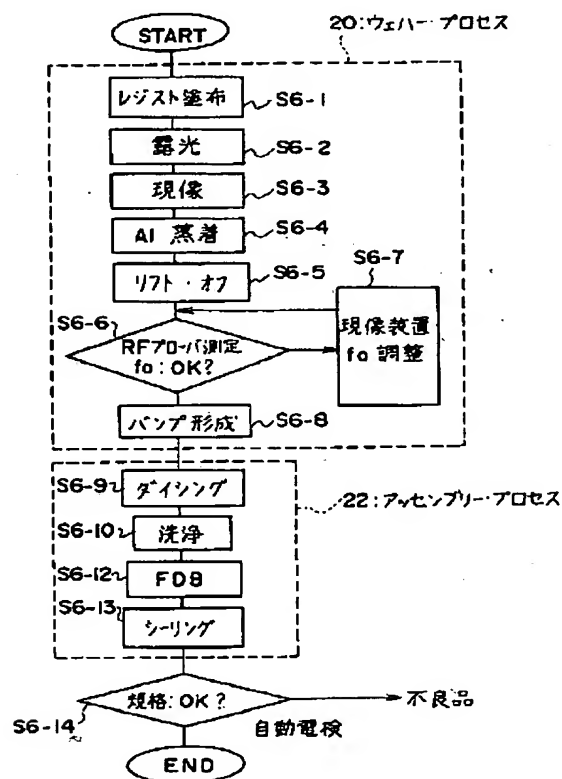 START
20:ウェハー・プロセス
レジスト塗布
S6-1
露光
S6-2
現像
S6-3
Al 蒸着
S6-4
リフト・オフ
S6-5
S6-7
S6-6
RFプローバ測定
fo:OK?
現像装置
fo 調整
バンプ形成
S6-8
S6-9
ダイシング
22:アッセンブリー・プロセス
S6-10
洗浄
S6-12
FDB
S6-13
シーリング
規格:OK?
不良品
S6-14
自動電検
END